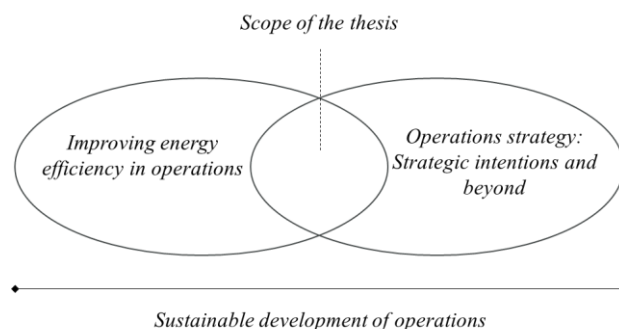 Scope of the thesis
Improving energy
efficiency in operations
Operations strategy:
Strategic intentions and
beyond
Sustainable development of operations